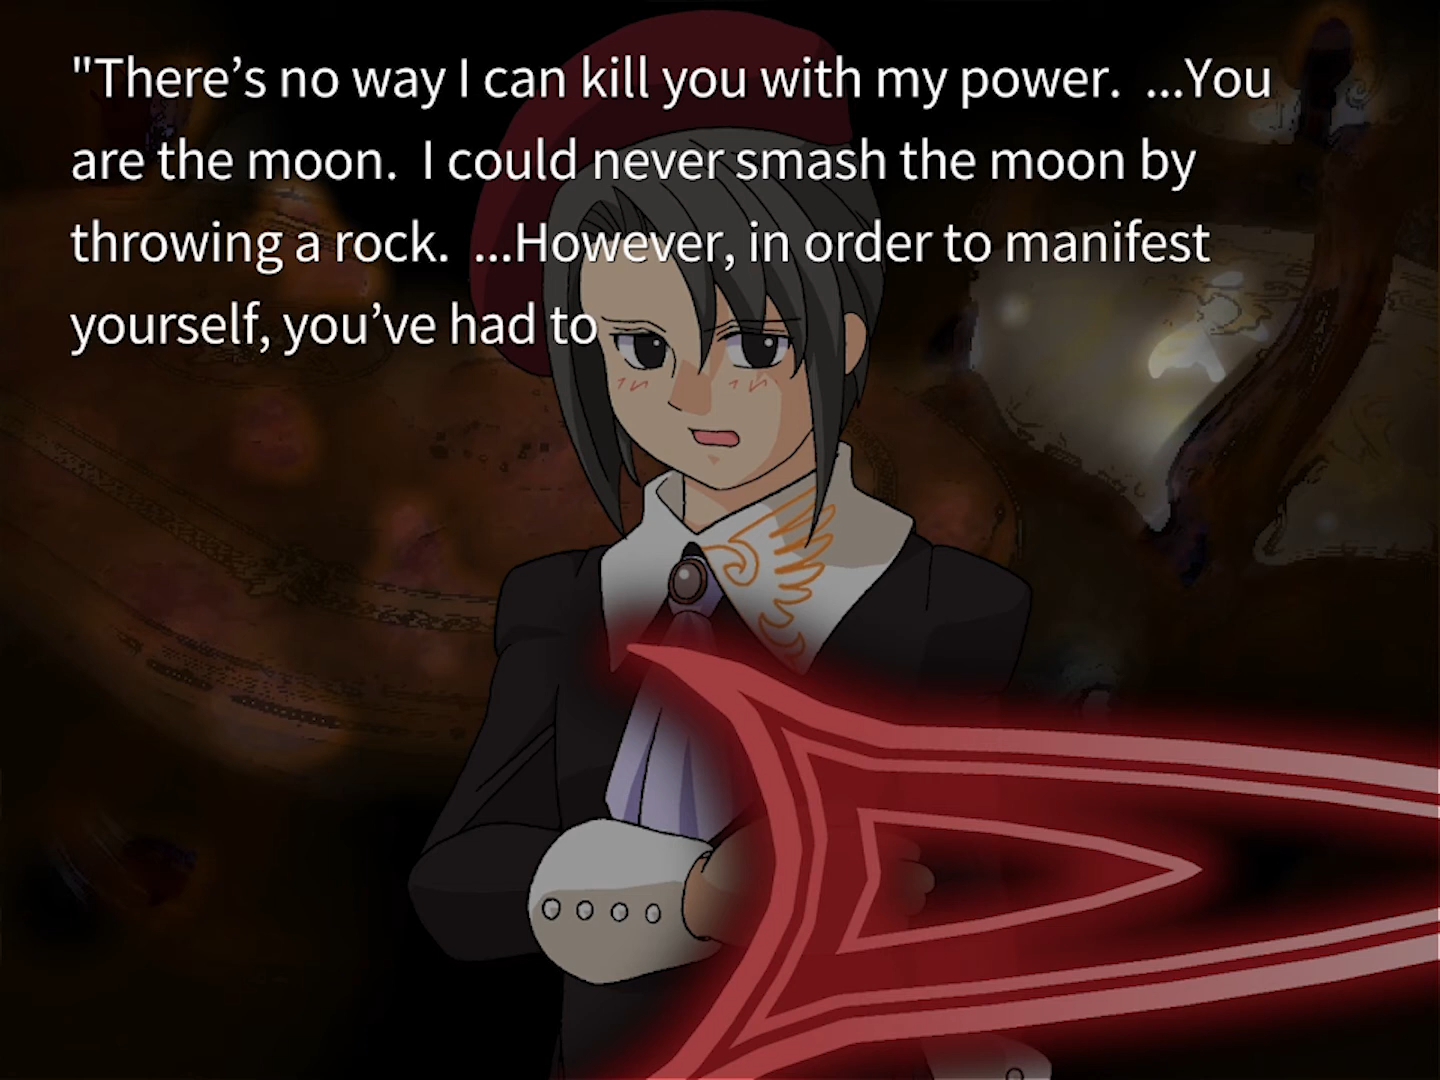 "There’s no way I can kill you with my power.  ...You
are the moon.  I could never smash the moon by
throwing a rock.  ...However, in order to manifest
yourself, you’ve had to